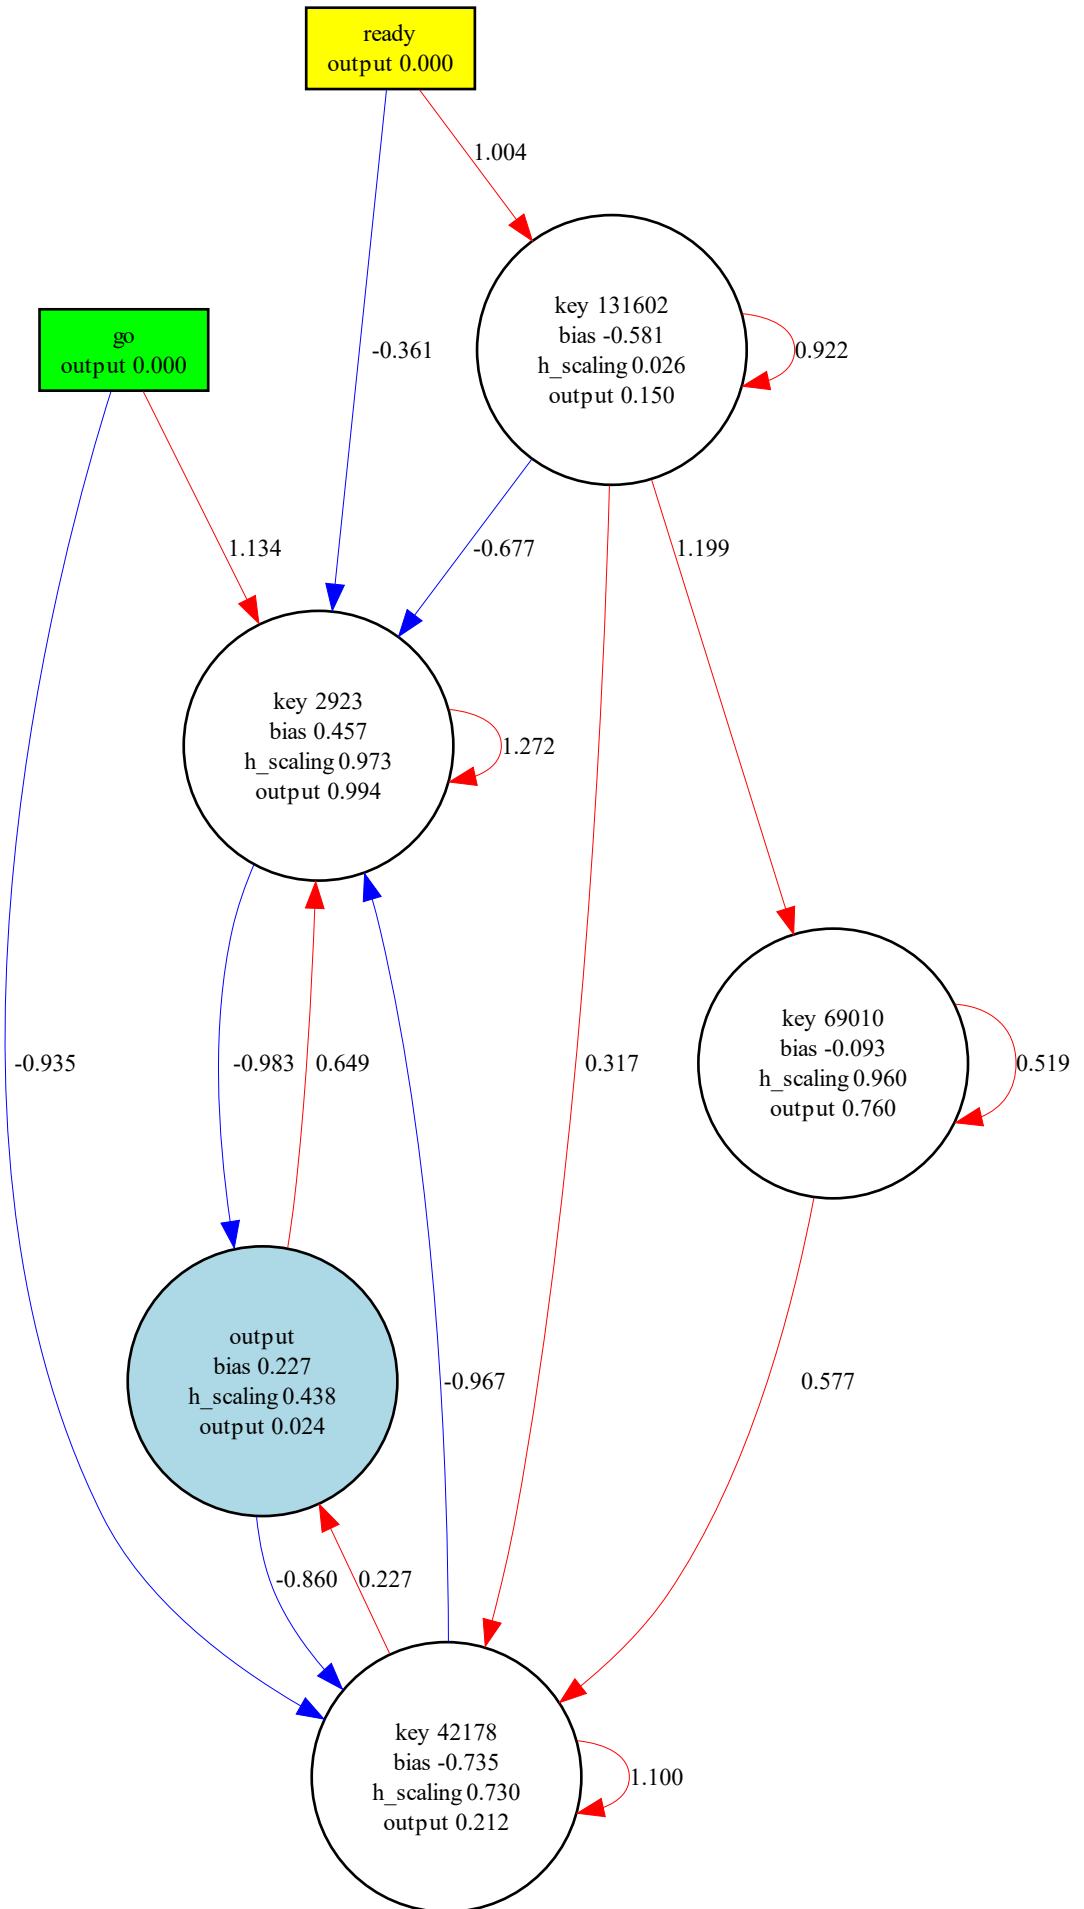 ready
output 0.000
1.004
key 131602
bias -0.581
h_scaling 0.026
output 0.150
0.922
go
output 0.000
-0.361
1.134
-0.677
1.199
key 2923
bias 0.457
h_scaling 0.973
output 0.994
1.272
key 69010
bias -0.093
h_scaling 0.960
output 0.760
0.519
-0.935
-0.983
0.649
0.317
output
bias 0.227
h_scaling 0.438
output 0.024
-0.967
0.577
-0.860
0.227
key 42178
bias -0.735
h_scaling 0.730
output 0.212
1.100